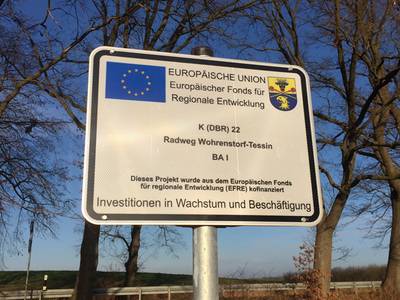 EUROPÄISCHE UNION
Europäischer Fonds für
Regionale Entwicklung
K (DBR) 22
Radweg Wohrenstorf-Tessin
BA I
Dieses Projekt wurde aus dem Europäischen Fonds
für regionale Entwicklung (EFRE) kofinanziert
Investitionen in Wachstum und Beschäftigung